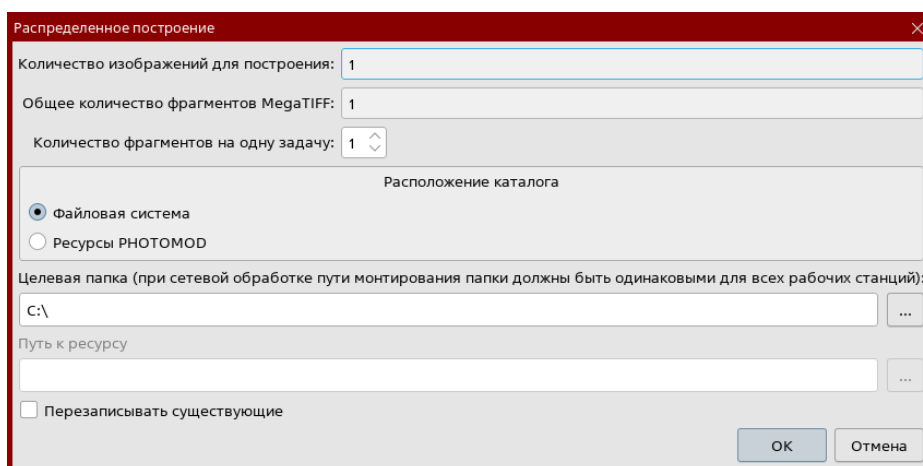 Распределенное построение
Количество изображений для построения: 1
Общее количество фрагментов MegaTIFF: 1
Количество фрагментов на одну задачу: 1
Расположение каталога
Файловая система
Ресурсы PHOTOMOD
Целевая папка (при сетевой обработке пути монтирования папки должны быть одинаковыми для всех рабочих станций):
C:\ ...
Путь к ресурсу
...
Перезаписывать существующие
OK Отмена